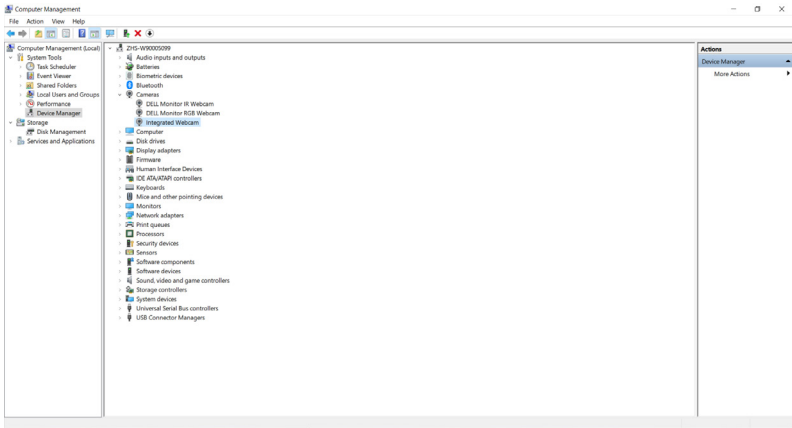 Computer Management
File Action View Help
Computer Management (Local)
System Tools
Task Scheduler
Event Viewer
Shared Folders
Local Users and Groups
Performance
Device Manager
Storage
Disk Management
Services and Applications
ZHS-W90005099
Audio inputs and outputs
Batteries
Biometric devices
Bluetooth
Cameras
DELL Monitor IR Webcam
DELL Monitor RGB Webcam
Integrated Webcam
Computer
Disk drives
Display adapters
Firmware
Human Interface Devices
IDE ATA/ATAPI controllers
Keyboards
Mice and other pointing devices
Monitors
Network adapters
Print queues
Processors
Security devices
Sensors
Software components
Software devices
Sound, video and game controllers
Storage controllers
System devices
Universal Serial Bus controllers
USB Connector Managers
Actions
Device Manager
More Actions